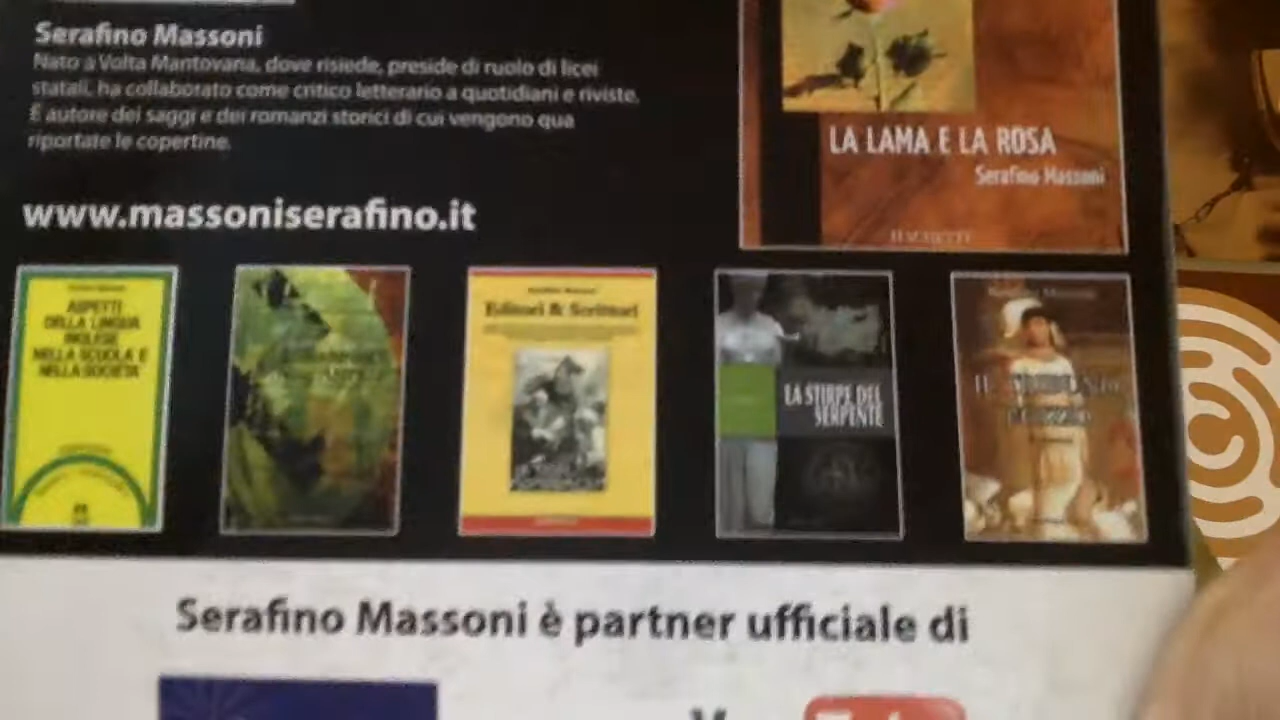 Serafino Massoni
Nato a Volta Mantovana, dove risiede, preside di ruolo di licei
statali, ha collaborato come critico letterario a quotidiani e riviste.
È autore dei saggi e dei romanzi storici di cui vengono qua
riportate le copertine.
www.massoniserafino.it
LA LAMA E LA ROSA
Serafino Massoni
ASPETTI
DELLA LINGUA
INGLESE
NELLA SCUOLA E
NELLA SOCIETA'
Editori & Scrittori
LA STIRPE DEL
SERPENTE
Serafino Massoni è partner ufficiale di